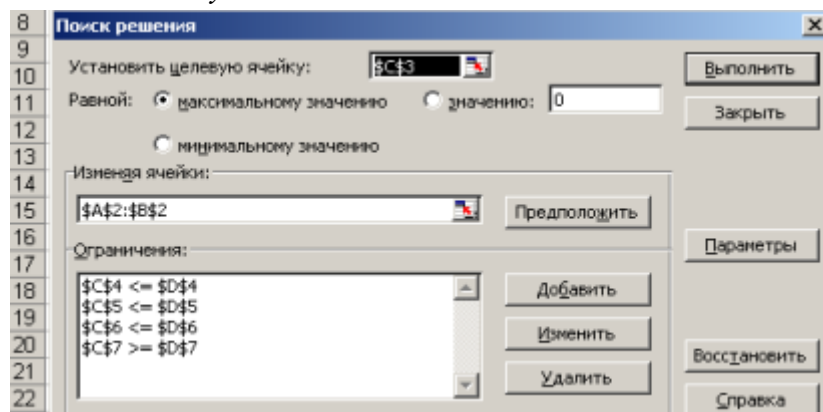 8 Поиск решения
9
10 Установить целевую ячейку: $C$3 Выполнить
11 Равной: максимальному значению значению: 0 Закрыть
12
13 минимальному значению
14 Изменяя ячейки:
15 $A$2:$B$2 Предположить
16 Ограничения: Параметры
17
18 $C$4 <= $D$4 Добавить
19 $C$5 <= $D$5
$C$6 <= $D$6 Изменить
20 $C$7 >= $D$7 Восстановить
21 Удалить
22 Справка